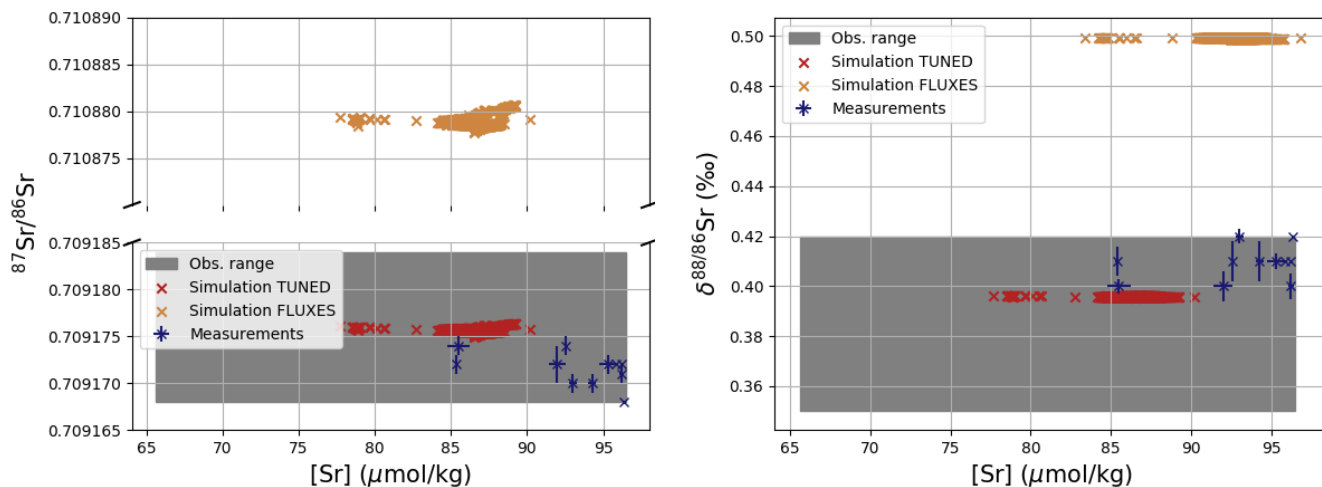 0.710890
0.710885
0.710880
0.710875
0.709185
0.709180
0.709175
0.709170
0.709165
87Sr/86Sr
Obs. range
Simulation TUNED
Simulation FLUXES
Measurements
65 70 75 80 85 90 95
[Sr] (μmol/kg)
0.50
0.48
0.46
0.44
0.42
0.40
0.38
0.36
δ88/86Sr (‰)
Obs. range
Simulation TUNED
Simulation FLUXES
Measurements
65 70 75 80 85 90 95
[Sr] (μmol/kg)